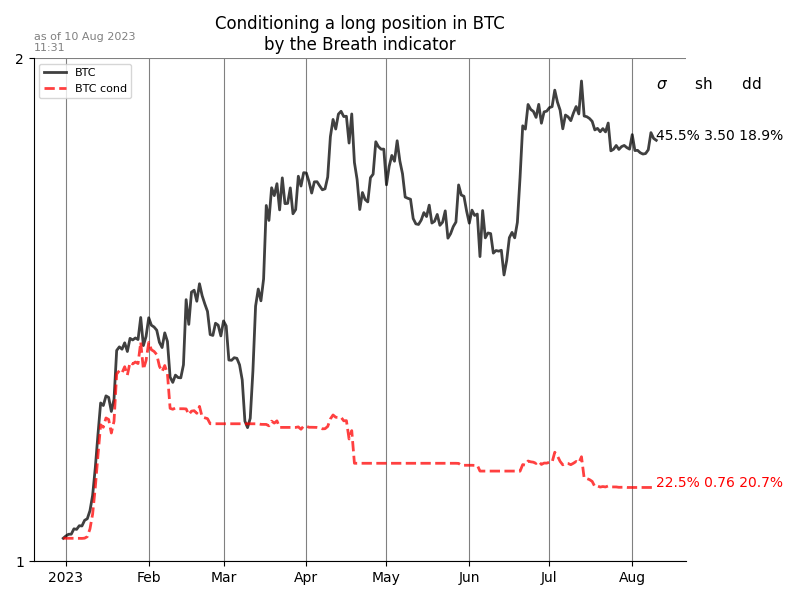 Conditioning a long position in BTC
by the Breath indicator
as of 10 Aug 2023
11:31
2
BTC
BTC cond
σ sh dd
45.5% 3.50 18.9%
22.5% 0.76 20.7%
1
2023 Feb Mar Apr May Jun Jul Aug